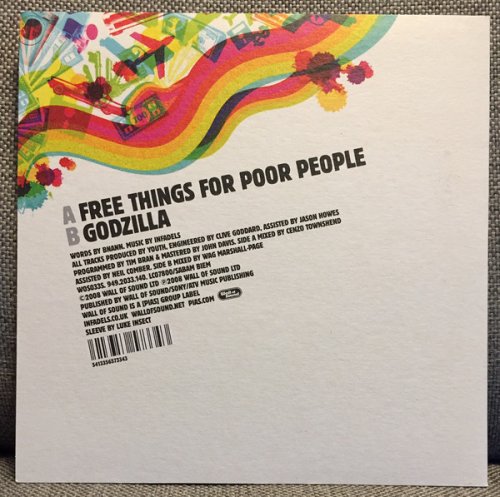 A FREE THINGS FOR POOR PEOPLE
B GODZILLA
WORDS BY BNANN. MUSIC BY INFADELS
ALL TRACKS PRODUCED BY YOUTH. ENGINEERED BY CLIVE GODDARD. ASSISTED BY JASON HOWES
PROGRAMMED BY TIM BRAN & MASTERED BY JOHN DAVIS. SIDE A MIXED BY CENZO TOWNSHEND
ASSISTED BY NEIL COMBER. SIDE B MIXED BY WAG MARSHALL-PAGE
WOS033S. 949.2033.148. LC07800/SABAM BIEM
©2008 WALL OF SOUND LTD ℗2008 WALL OF SOUND LTD
PUBLISHED BY WALL OF SOUND/SONY/ATV MUSIC PUBLISHING
WALL OF SOUND IS A [PIAS] GROUP LABEL
INFADELS.CO.UK WALLOFSOUND.NET PIAS.COM
SLEEVE BY LUKE INSECT
5413356373345